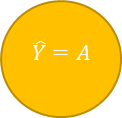 Ŷ = A